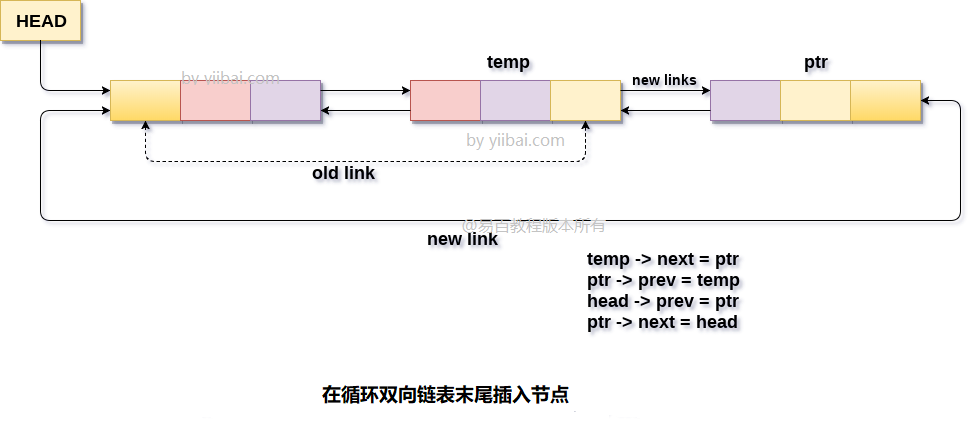 HEAD
by yiibai.com
temp
ptr
new links
by yiibai.com
old link
@易百教程版本所有
new link
temp -> next = ptr
ptr -> prev = temp
head -> prev = ptr
ptr -> next = head
在循环双向链表末尾插入节点